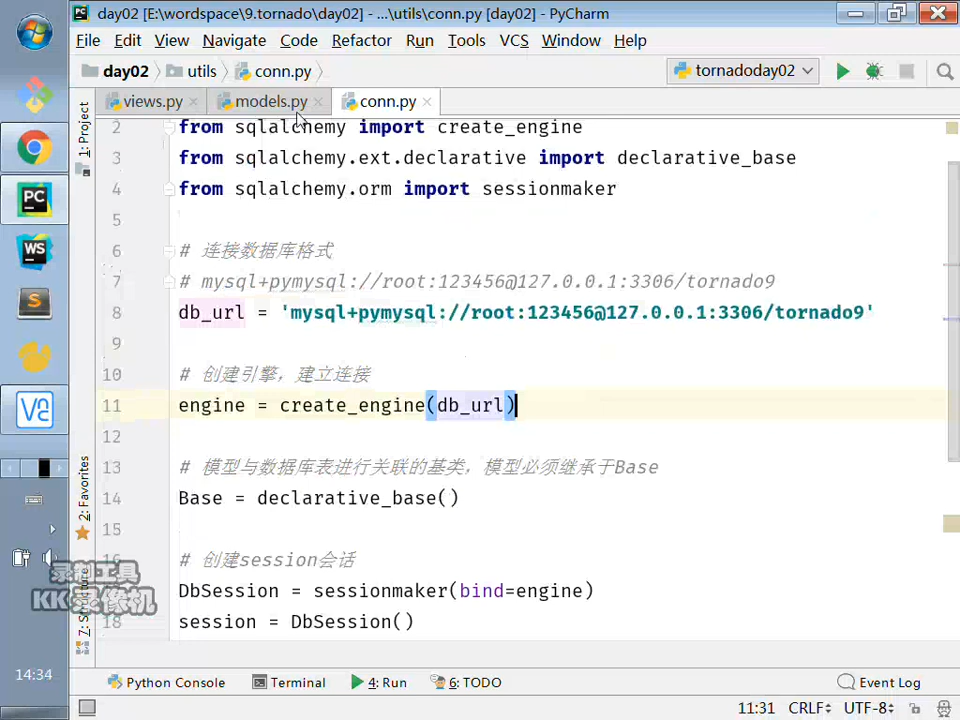 day02 [E:\wordspace\9.tornado\day02] - ...\utils\conn.py [day02] - PyCharm
File Edit View Navigate Code Refactor Run Tools VCS Window Help
day02 utils conn.py tornadoday02
views.py models.py conn.py
1: Project
2 from sqlalchemy import create_engine
3 from sqlalchemy.ext.declarative import declarative_base
4 from sqlalchemy.orm import sessionmaker
5
6 # 连接数据库格式
7 # mysql+pymysql://root:123456@127.0.0.1:3306/tornado9
8 db_url = 'mysql+pymysql://root:123456@127.0.0.1:3306/tornado9'
9
10 # 创建引擎，建立连接
11 engine = create_engine(db_url)
12
13 # 模型与数据库表进行关联的基类，模型必须继承于Base
14 Base = declarative_base()
15
16 # 创建session会话
DbSession = sessionmaker(bind=engine)
18 session = DbSession()
2: Favorites
7: Structure
录制工具
KK录像机
14:34
Python Console Terminal 4: Run 6: TODO Event Log
11:31 CRLF UTF-8